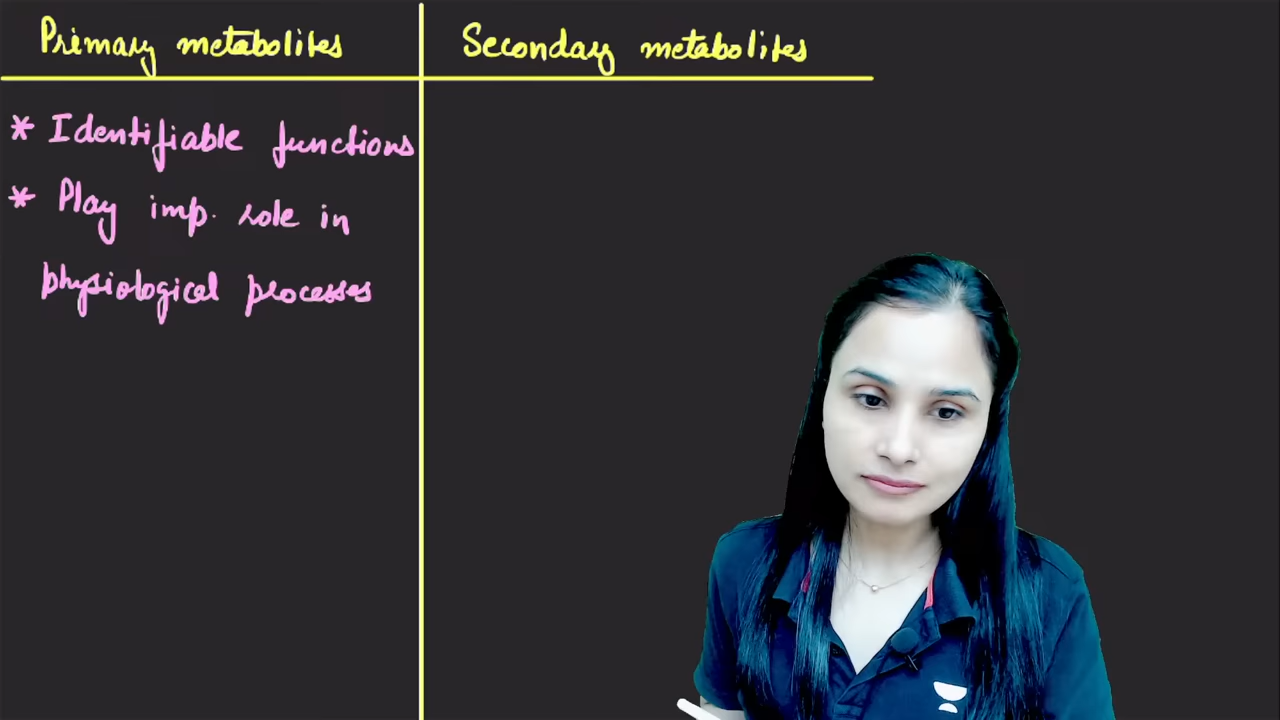 Primary metabolites
Secondary metabolites
* Identifiable functions
* Play imp. role in
physiological processes